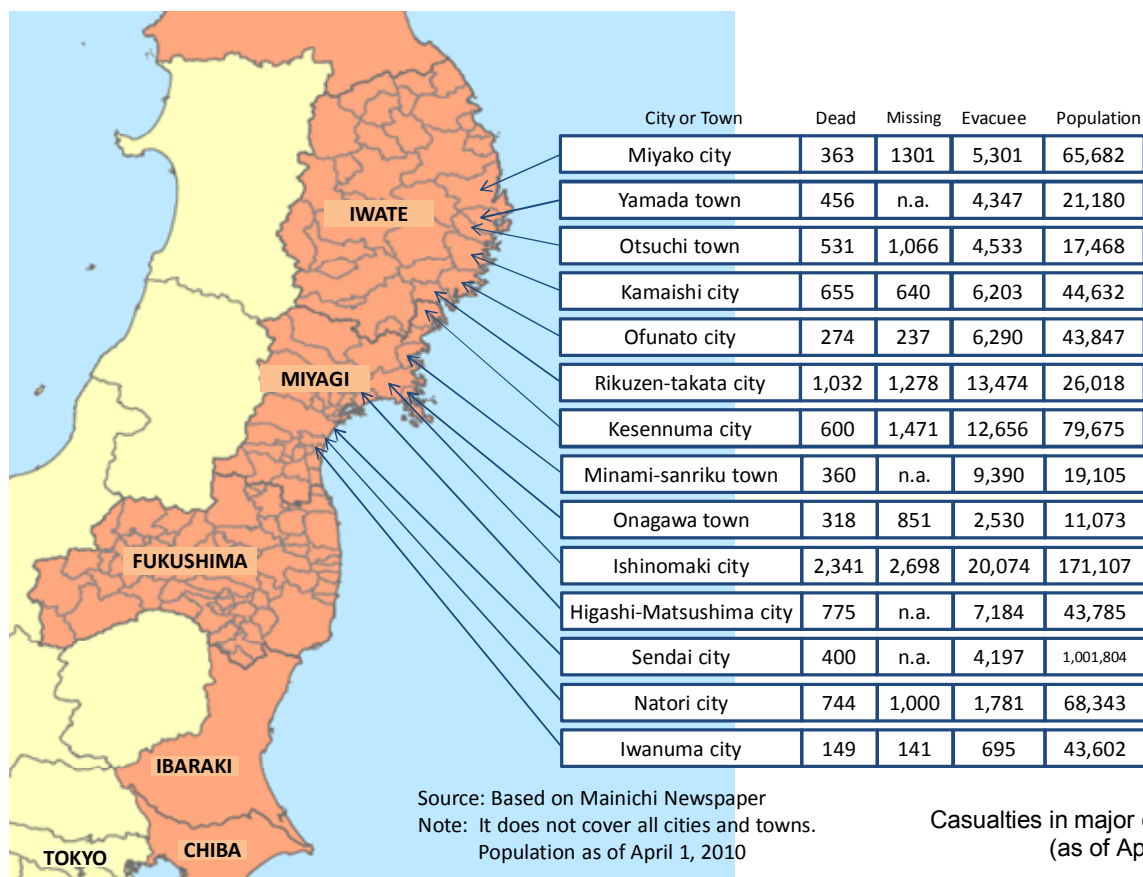 City or Town Dead Missing Evacuee Population
Miyako city 363 1301 5,301 65,682
Yamada town 456 n.a. 4,347 21,180
Otsuchi town 531 1,066 4,533 17,468
Kamaishi city 655 640 6,203 44,632
Ofunato city 274 237 6,290 43,847
Rikuzen-takata city 1,032 1,278 13,474 26,018
Kesennuma city 600 1,471 12,656 79,675
Minami-sanriku town 360 n.a. 9,390 19,105
Onagawa town 318 851 2,530 11,073
Ishinomaki city 2,341 2,698 20,074 171,107
Higashi-Matsushima city 775 n.a. 7,184 43,785
Sendai city 400 n.a. 4,197 1,001,804
Natori city 744 1,000 1,781 68,343
Iwanuma city 149 141 695 43,602
IWATE
MIYAGI
FUKUSHIMA
IBARAKI
CHIBA
TOKYO
Source: Based on Mainichi Newspaper
Note: It does not cover all cities and towns.
Population as of April 1, 2010
Casualties in major
(as of